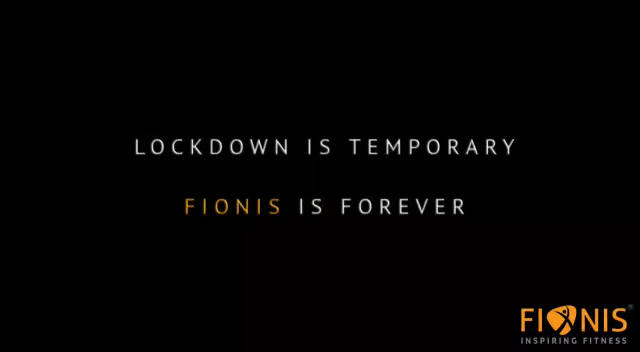 LOCKDOWN IS TEMPORARY
FIONIS IS FOREVER
FIONIS®
INSPIRING FITNESS